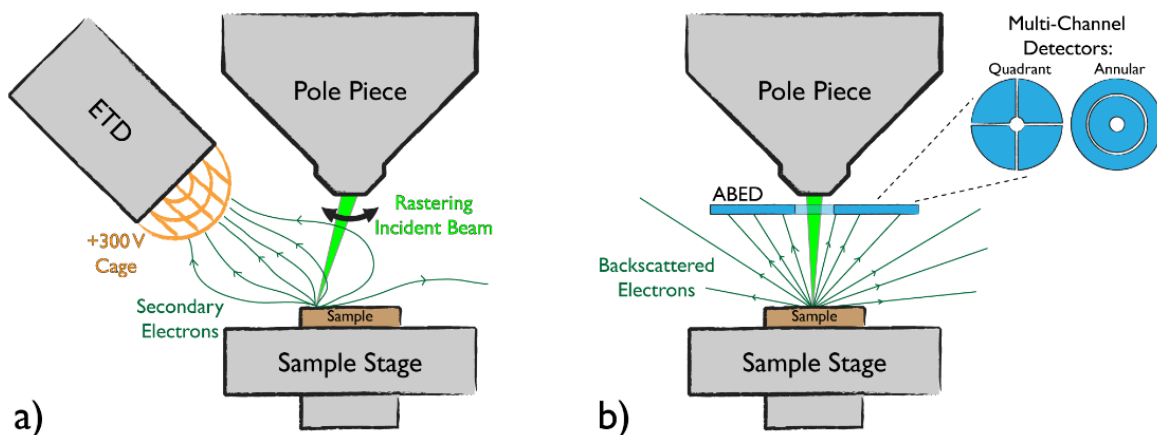 ETD
Pole Piece
+300 V
Cage
Rastering
Incident Beam
Secondary
Electrons
Sample
Sample Stage
a)
Multi-Channel
Detectors:
Quadrant
Annular
Pole Piece
ABED
Backscattered
Electrons
Sample
Sample Stage
b)